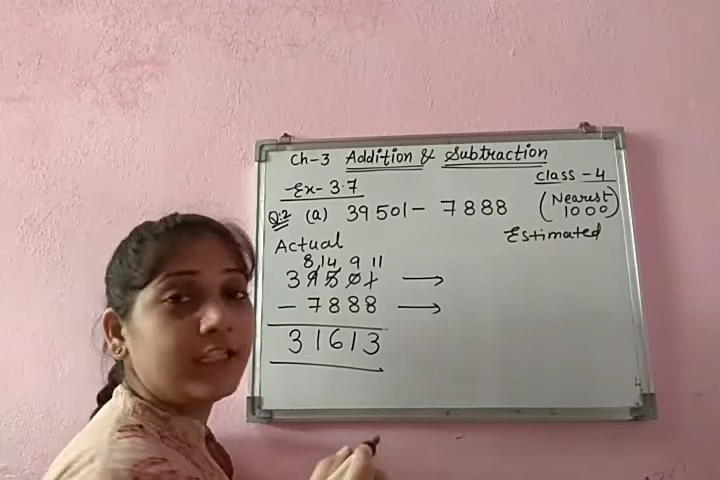 Ch-3 Addition & Subtraction
Class-4
Ex-3.7
Q.2 (a) 39501 - 7888 (Nearest 1000)
Actual Estimated
8 14 9 11
39501 →
- 7888 →
31613